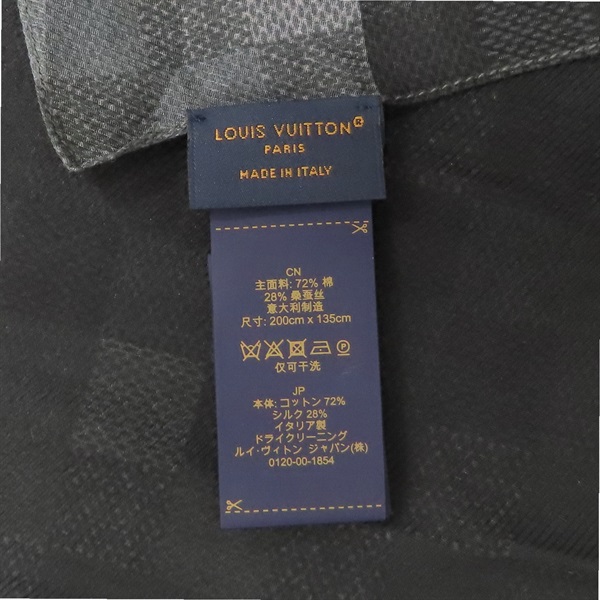 LOUIS VUITTON®
PARIS
MADE IN ITALY
CN
主面料: 72% 棉
28% 桑蚕丝
意大利制造
尺寸: 200cm x 135cm
仅可干洗
JP
本体: コットン 72%
シルク 28%
イタリア製
ドライクリーニング
ルイ・ヴィトン ジャパン(株)
0120-00-1854